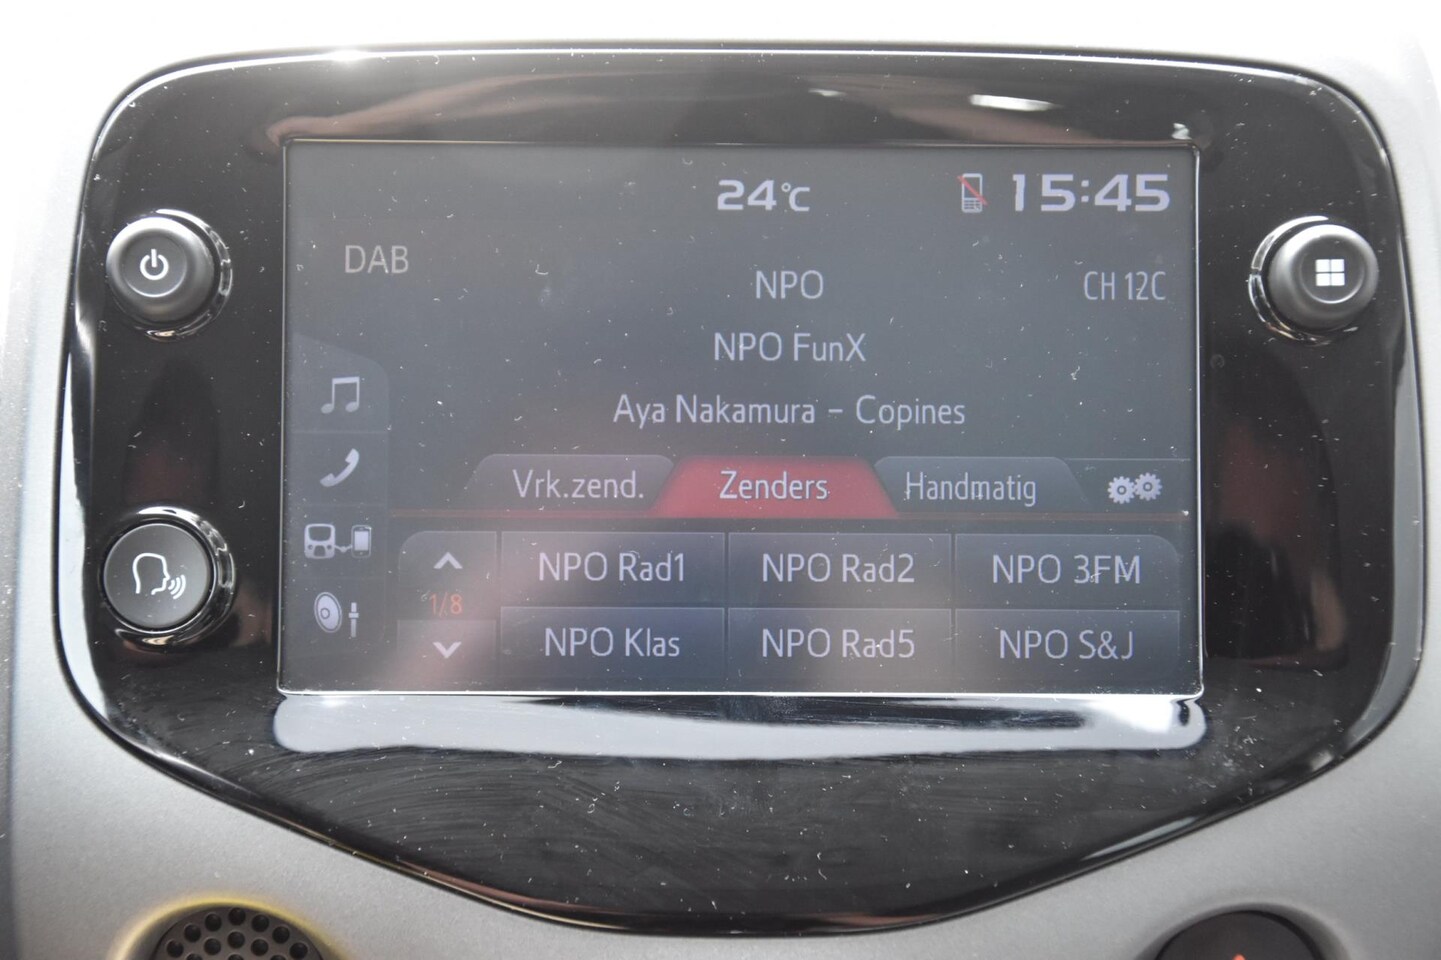 24°C 15:45
DAB
NPO CH 12C
NPO FunX
Aya Nakamura - Copines
Vrk.zend. Zenders Handmatig
NPO Rad1 NPO Rad2 NPO 3FM
1/8
NPO Klas NPO Rad5 NPO S&J